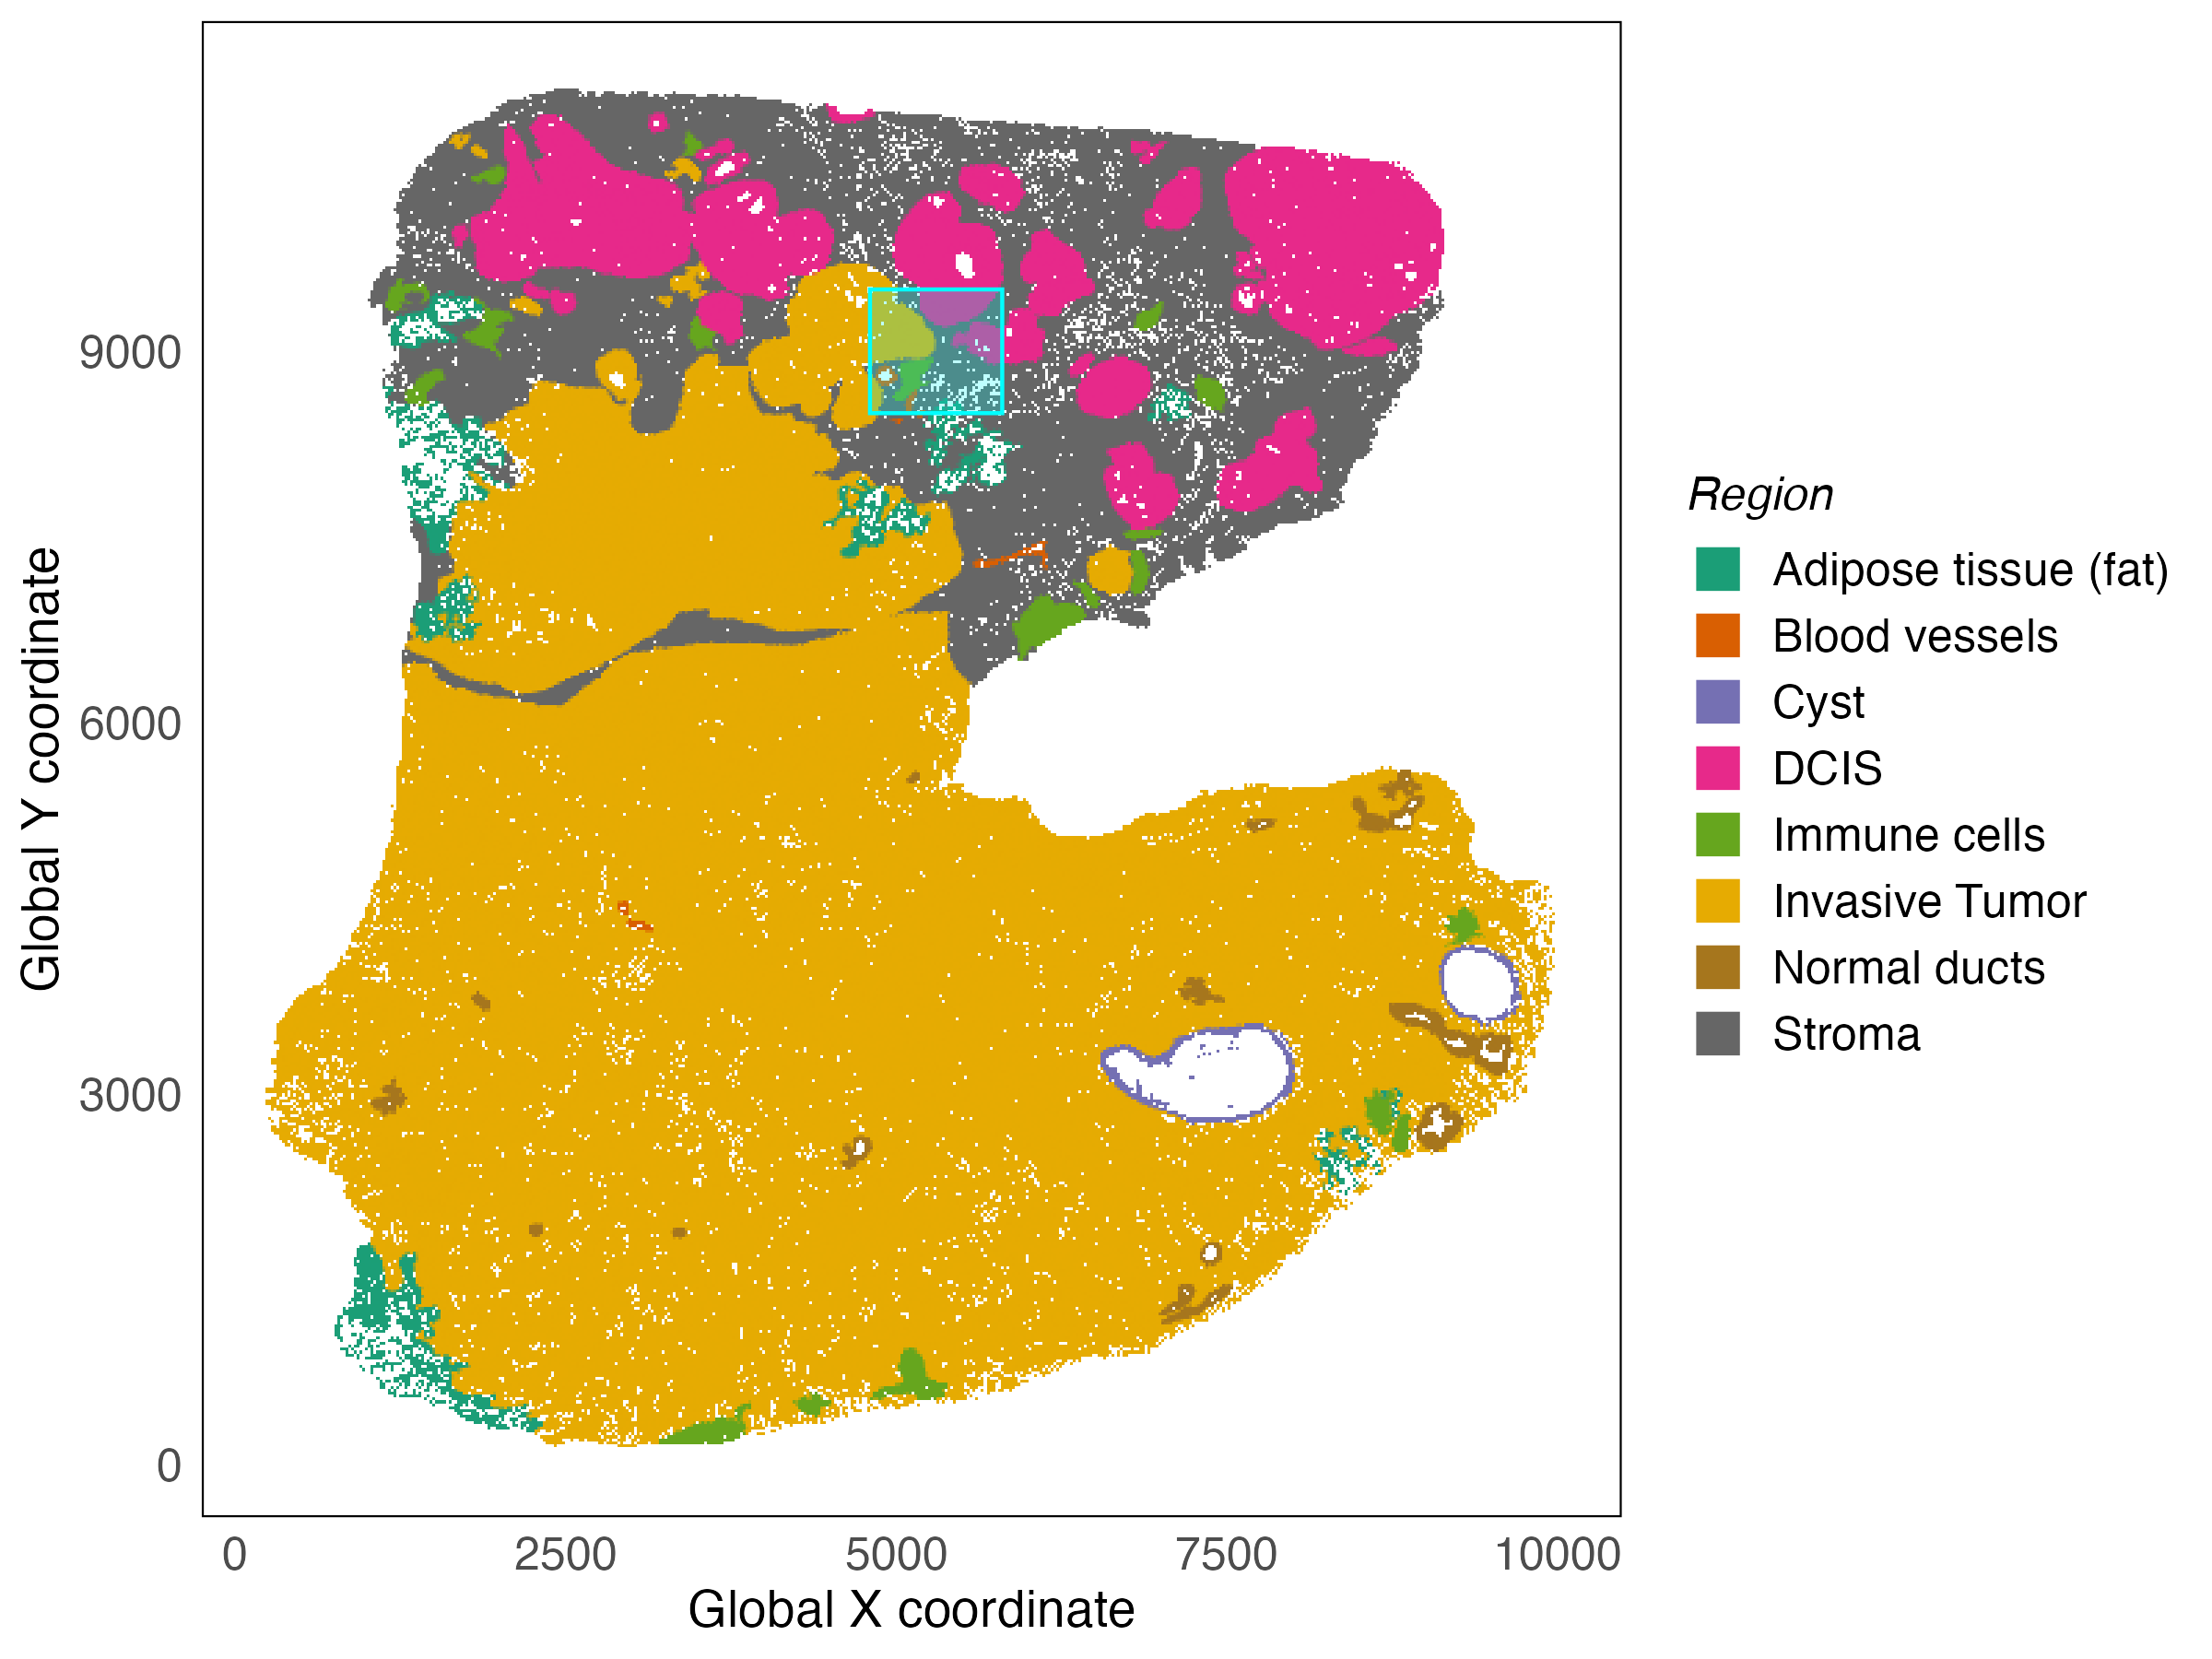 9000
6000
3000
0
0 2500 5000 7500 10000
Global X coordinate
Global Y coordinate
Region
Adipose tissue (fat)
Blood vessels
Cyst
DCIS
Immune cells
Invasive Tumor
Normal ducts
Stroma